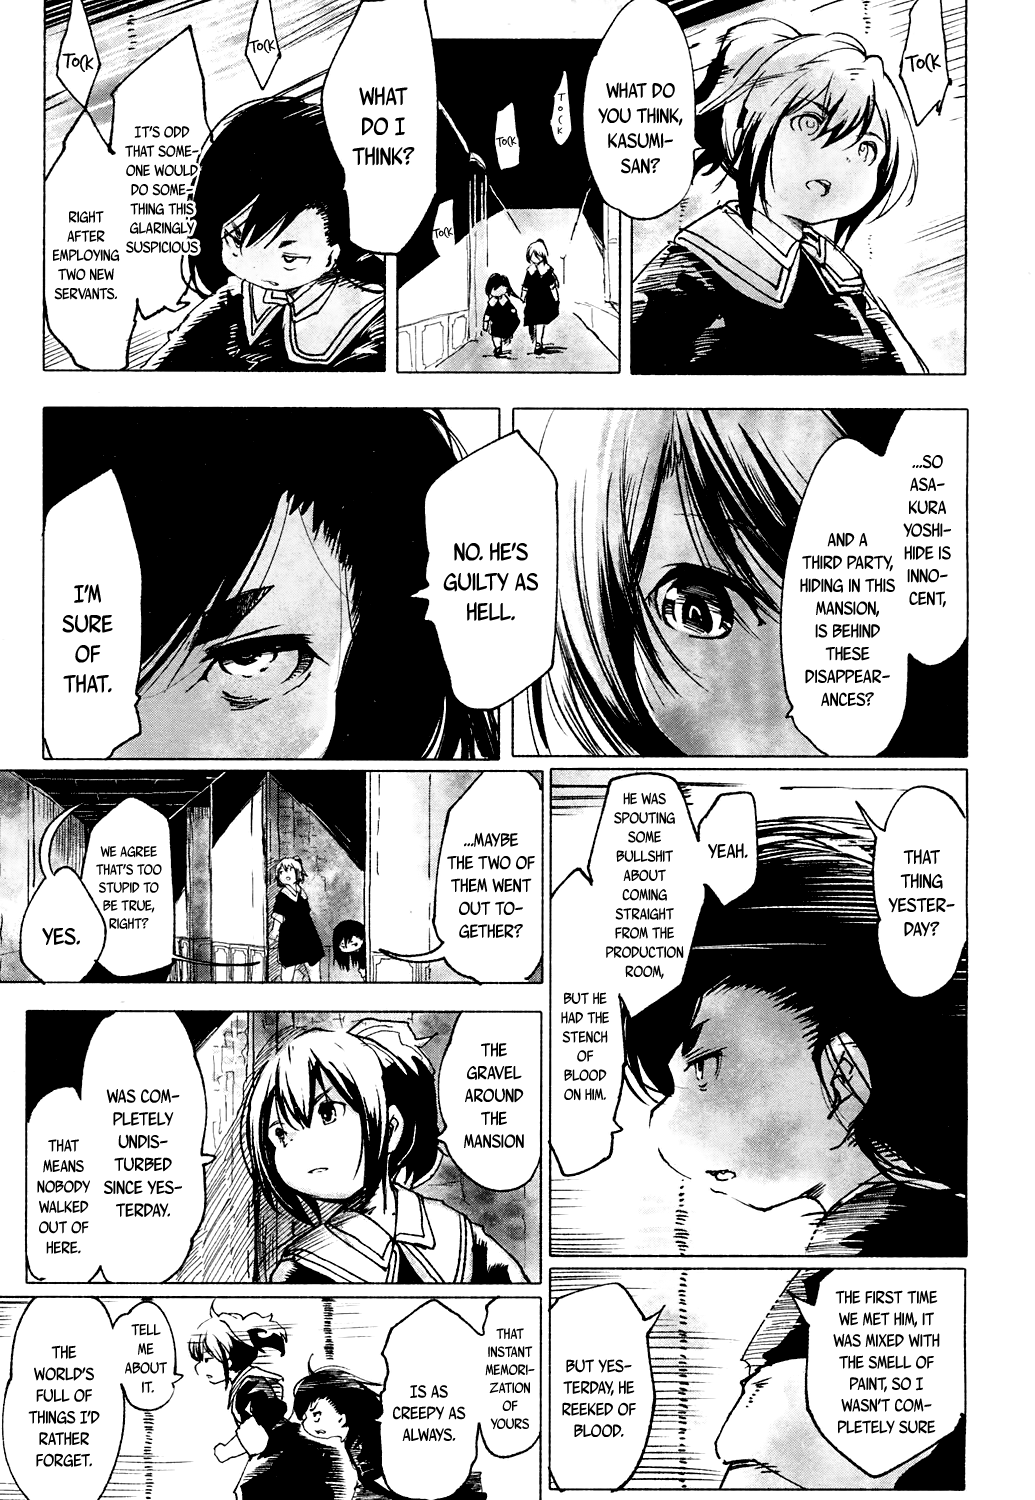 TOCK
WHAT DO
YOU THINK,
KASUMI-
SAN?
TOCK
TOCK
TOCK
WHAT
DO I
THINK?
TOCK
IT'S ODD
THAT SOME-
ONE WOULD
DO SOME-
THING THIS
GLARINGLY
SUSPICIOUS
TOCK
RIGHT
AFTER
EMPLOYING
TWO NEW
SERVANTS.
...SO
ASA-
KURA
YOSHI-
HIDE IS
INNO-
CENT,
AND A
THIRD PARTY,
HIDING IN THIS
MANSION,
IS BEHIND
THESE
DISAPPEAR-
ANCES?
NO. HE'S
GUILTY AS
HELL.
I'M
SURE
OF
THAT.
THAT
THING
YESTER-
DAY?
YEAH.
HE WAS
SPOUTING
SOME
BULLSHIT
ABOUT
COMING
STRAIGHT
FROM THE
PRODUCTION
ROOM,
BUT HE
HAD THE
STENCH
OF
BLOOD
ON HIM.
THE FIRST TIME
WE MET HIM, IT
WAS MIXED WITH
THE SMELL OF
PAINT, SO I
WASN'T COM-
PLETELY SURE
BUT YES-
TERDAY, HE
REEKED OF
BLOOD.
...MAYBE
THE TWO OF
THEM WENT
OUT TO-
GETHER?
WE AGREE
THAT'S TOO
STUPID TO
BE TRUE,
RIGHT?
YES.
THE
GRAVEL
AROUND
THE
MANSION
WAS COM-
PLETELY
UNDIS-
TURBED
SINCE YES-
TERDAY.
THAT
MEANS
NOBODY
WALKED
OUT OF
HERE.
THAT
INSTANT
MEMORI-
ZATION
OF
YOURS
IS AS
CREEPY AS
ALWAYS.
TELL
ME
ABOUT
IT.
THE
WORLD'S
FULL OF
THINGS I'D
RATHER
FORGET.